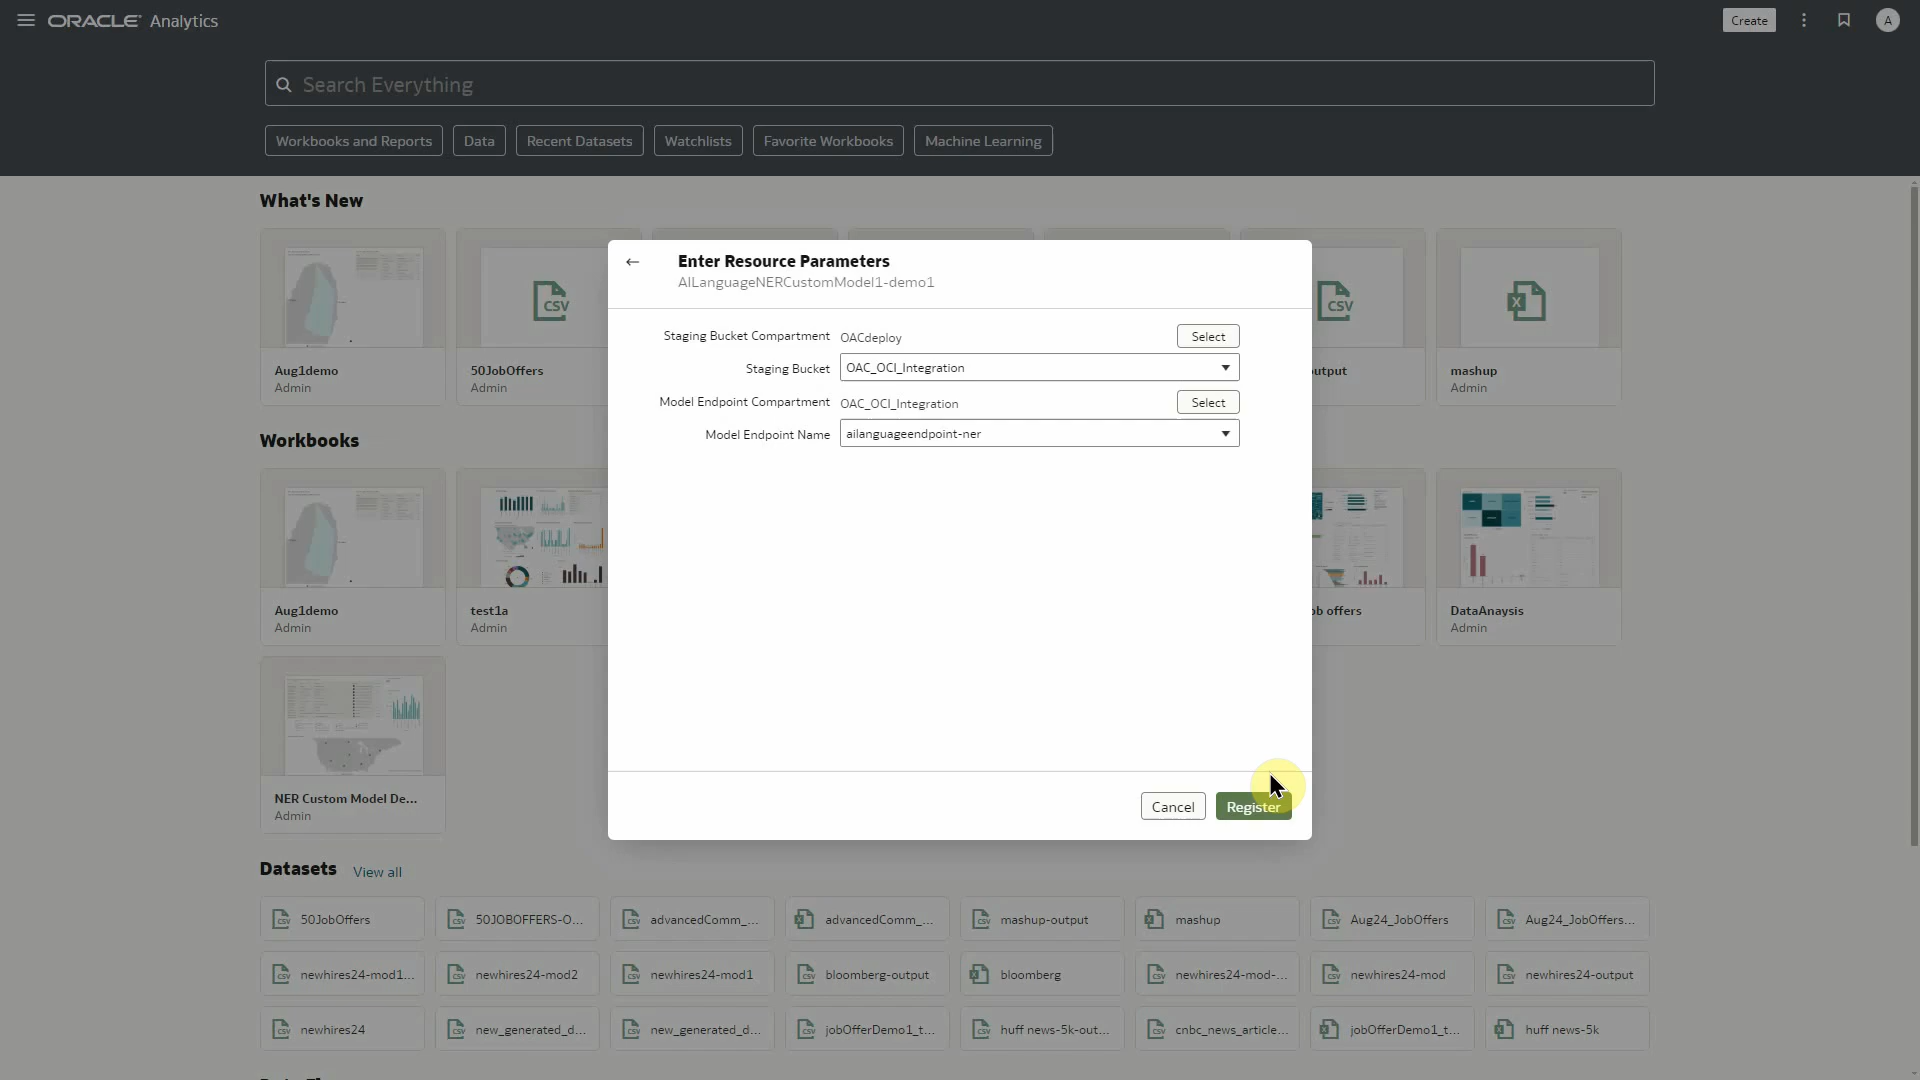 ORACLE Analytics
Create
A
Search Everything
Workbooks and Reports
Data
Recent Datasets
Watchlists
Favorite Workbooks
Machine Learning
What's New
Aug1demo
Admin
CSV
50JobOffers
Admin
CSV
utput
mashup
Admin
Enter Resource Parameters
AILanguageNERCustomModel1-demo1
Staging Bucket Compartment OACdeploy Select
Staging Bucket OAC_OCI_Integration
Model Endpoint Compartment OAC_OCI_Integration Select
Model Endpoint Name ailanguageendpoint-ner
Cancel Register
Workbooks
Aug1demo
Admin
test1a
Admin
ob offers
DataAnaysis
Admin
NER Custom Model De...
Admin
Datasets View all
50JobOffers
50JOBOFFERS-O...
advancedComm_...
advancedComm_...
mashup-output
mashup
Aug24_JobOffers
Aug24_JobOffers...
newhires24-mod1...
newhires24-mod2
newhires24-mod1
bloomberg-output
bloomberg
newhires24-mod-...
newhires24-mod
newhires24-output
newhires24
new_generated_d...
new_generated_d...
jobOfferDemo1_t...
huff news-5k-out...
cnbc_news_article...
jobOfferDemo1_t...
huff news-5k